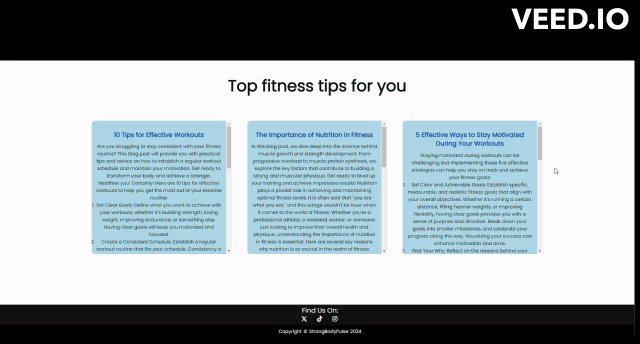 VEED.IO
Top fitness tips for you
10 Tips for Effective Workouts
Are you struggling to stay consistent with your fitness
routine? This blog post will provide you with practical
tips and advice on how to establish a regular workout
schedule and maintain your motivation. Get ready to
transform your body and achieve a stronger,
healthier you! Certainly! Here are 10 tips for effective
workouts to help you get the most out of your exercise
routine:
1. Set Clear Goals: Define what you want to achieve with
your workouts, whether it's building strength, losing
weight, improving endurance, or something else.
Having clear goals will keep you motivated and
focused.
2. Create a Consistent Schedule: Establish a regular
workout routine that fits your schedule. Consistency is
The Importance of Nutrition in Fitness
In this blog post, we dive deep into the science behind
muscle growth and strength development. From
progressive overload to muscle protein synthesis, we
explore the key factors that contribute to building a
strong and muscular physique. Get ready to level up
your training and achieve impressive results! Nutrition
plays a pivotal role in achieving and maintaining
optimal fitness levels. It is often said that "you are
what you eat," and this adage couldn't be truer when
it comes to the world of fitness. Whether you're a
professional athlete, a weekend warrior, or someone
just looking to improve their overall health and
physique, understanding the importance of nutrition
in fitness is essential. Here are several key reasons
why nutrition is so crucial in the realm of fitness:
5 Effective Ways to Stay Motivated
During Your Workouts
Staying motivated during workouts can be
challenging, but implementing these five effective
strategies can help you stay on track and achieve
your fitness goals:
1. Set Clear and Achievable Goals: Establish specific,
measurable, and realistic fitness goals that align with
your overall objectives. Whether it's running a certain
distance, lifting heavier weights, or improving
flexibility, having clear goals provides you with a
sense of purpose and direction. Break down your
goals into smaller milestones, and celebrate your
progress along the way. Visualizing your success can
enhance motivation and drive.
2. Find Your Why: Reflect on the reasons behind your
Find Us On:
Copyright © StrongBodyPulse 2024